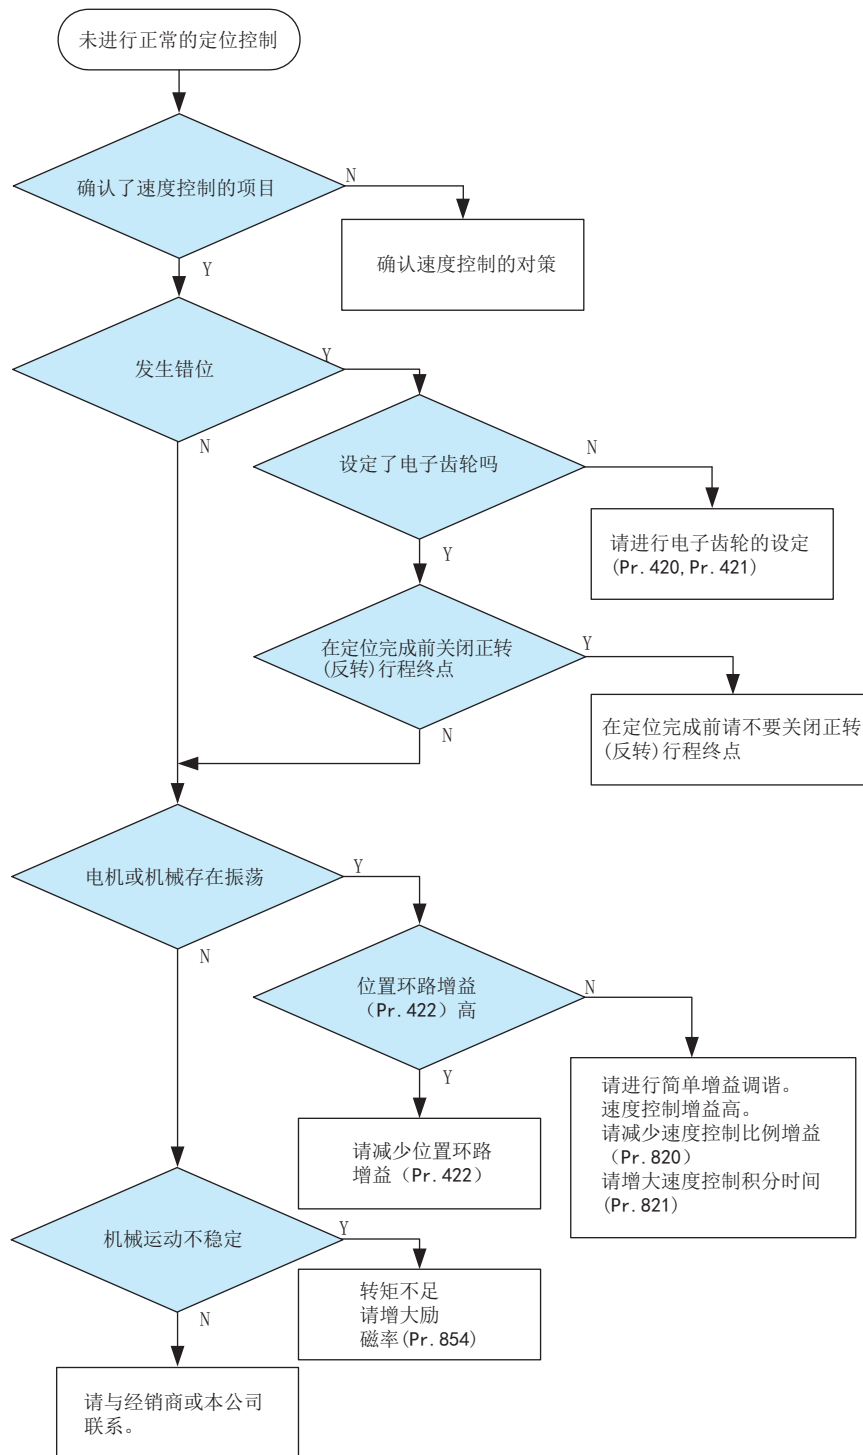 未进行正常的定位控制
确认了速度控制的项目
N
确认速度控制的对策
Y
发生错位
Y
N
设定了电子齿轮吗
N
请进行电子齿轮的设定
(Pr.420,Pr.421)
Y
在定位完成前关闭正转
(反转)行程终点
Y
在定位完成前请不要关闭正转
(反转)行程终点
N
电机或机械存在振荡
Y
N
位置环路增益
（Pr.422）高
N
Y
请进行简单增益调谐。
速度控制增益高。
请减少速度控制比例增益
（Pr.820）
请增大速度控制积分时间
(Pr.821)
请减少位置环路
增益（Pr.422）
机械运动不稳定
Y
转矩不足
请增大励
磁率(Pr.854)
N
请与经销商或本公司
联系。